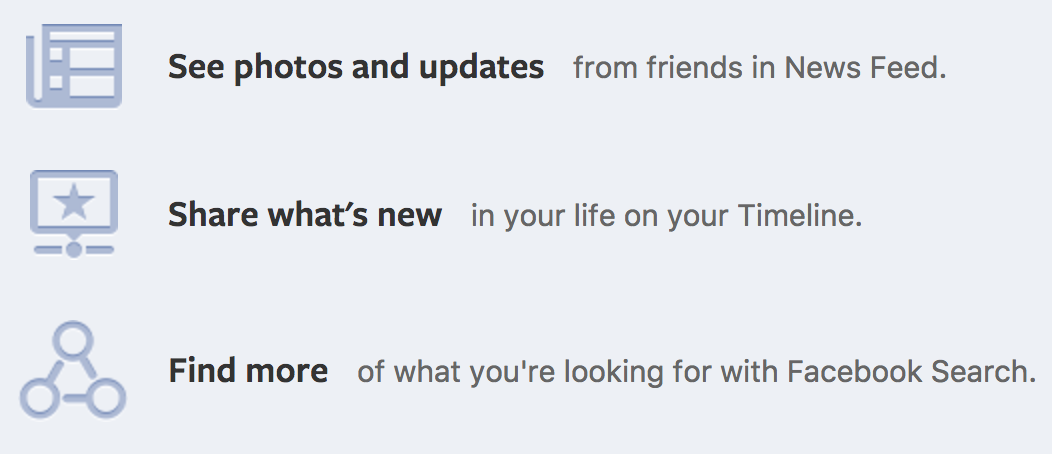 See photos and updates from friends in News Feed.
Share what's new in your life on your Timeline.
Find more of what you're looking for with Facebook Search.